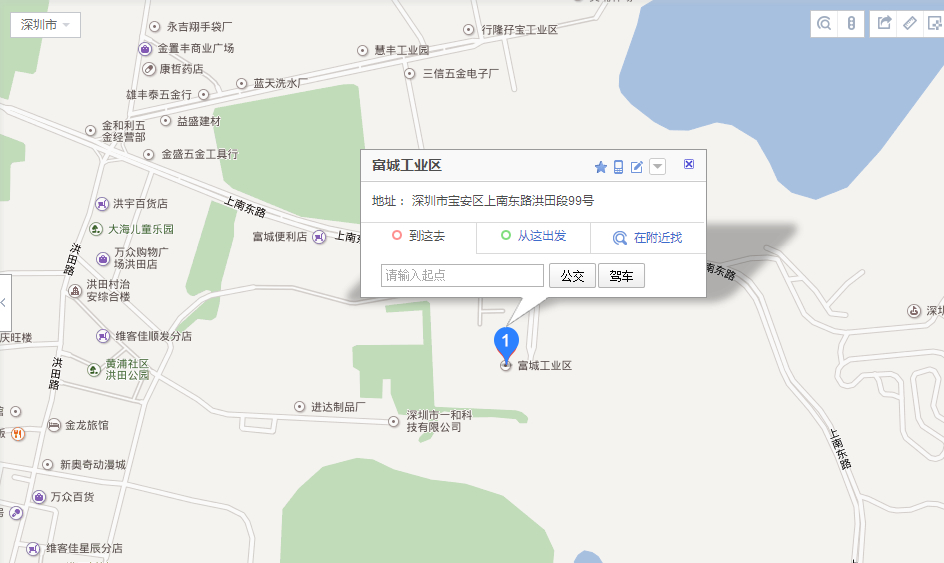 深圳市
永吉翔手袋厂
行隆孖宝工业区
金置丰商业广场
慧丰工业园
康哲药店
三信五金电子厂
蓝天洗水厂
雄丰泰五金行
益盛建材
金和利五
金经营部
金盛五金工具行
富城工业区
地址： 深圳市宝安区上南东路洪田段99号
到这去
从这出发
在附近找
请输入起点
公交
驾车
洪宇百货店
上南东路
大海儿童乐园
富城便利店
上南
洪田路
万众购物广
场洪田店
南东路
洪田村治
安综合楼
深圳
庆旺楼
维客佳顺发分店
1
富城工业区
洪田路
黄浦社区
洪田公园
进达制品厂
深圳市一和科
技有限公司
金龙旅馆
上南东路
新奥奇动漫城
万众百货
维客佳星辰分店